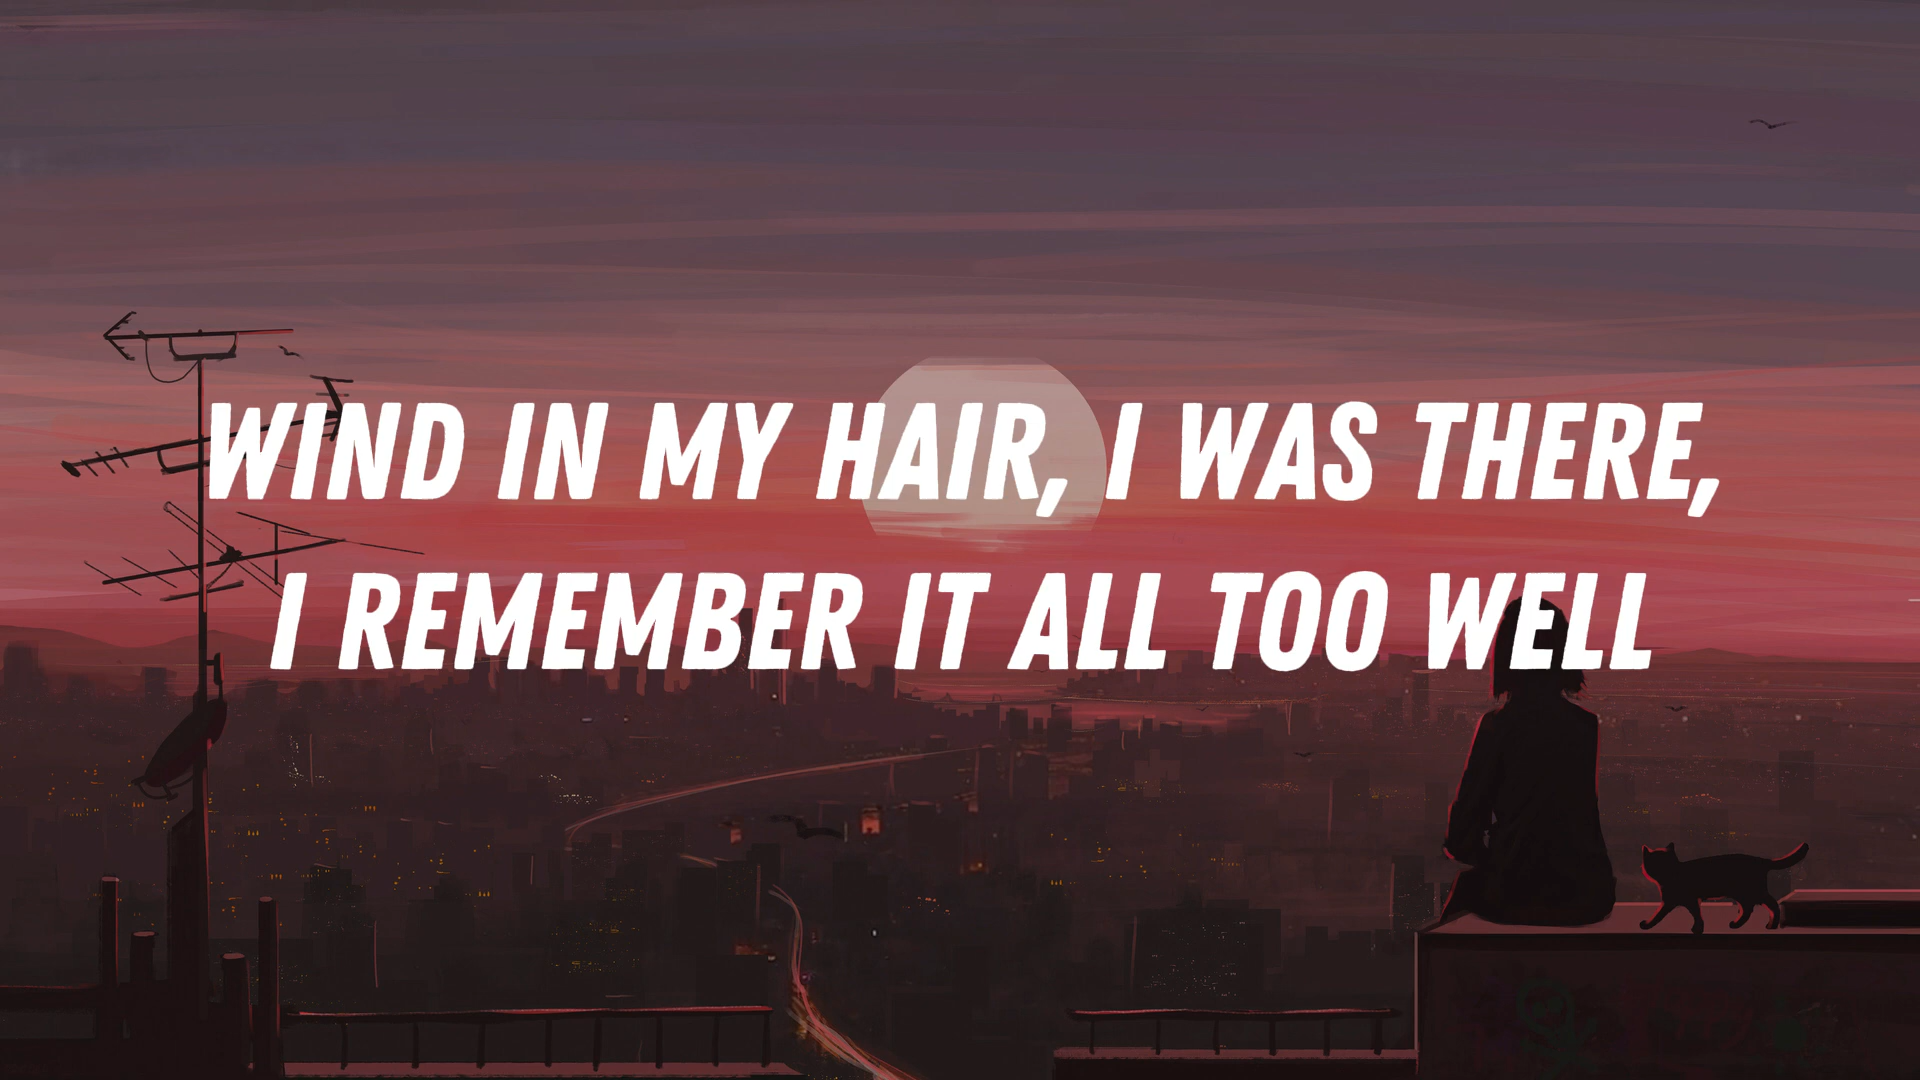 WIND IN MY HAIR, I WAS THERE,
I REMEMBER IT ALL TOO WELL